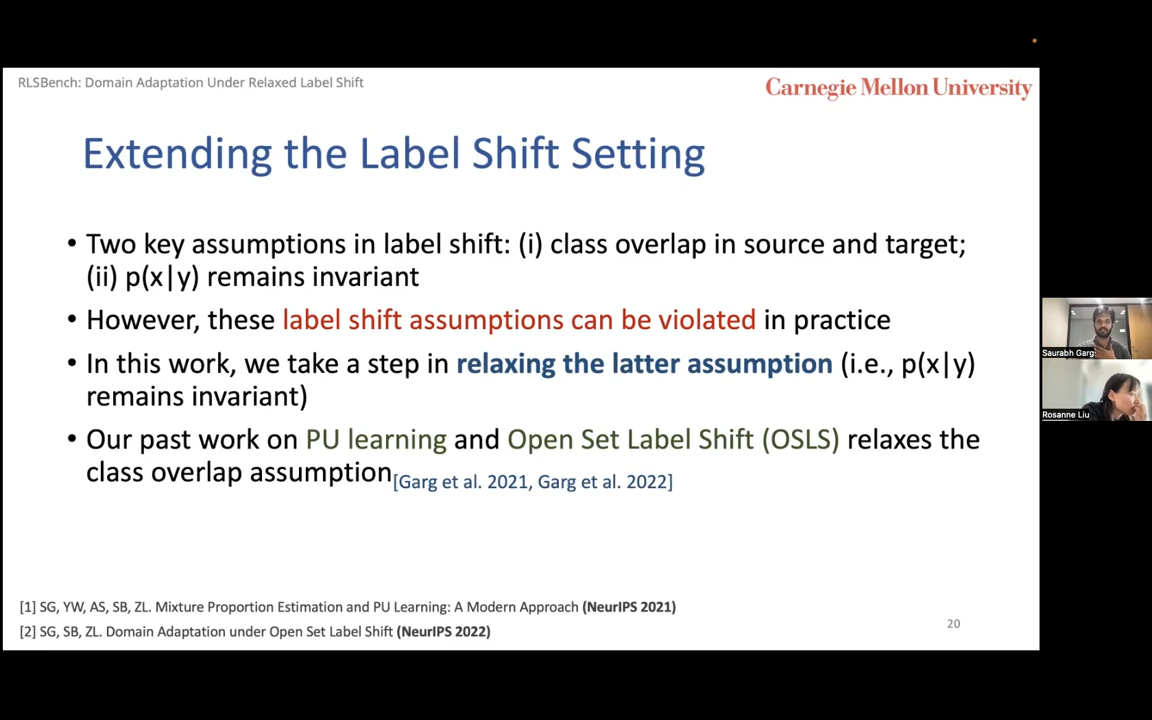 RLSBench: Domain Adaptation Under Relaxed Label Shift
Carnegie Mellon University
Extending the Label Shift Setting
• Two key assumptions in label shift: (i) class overlap in source and target;
(ii) p(x|y) remains invariant
• However, these label shift assumptions can be violated in practice
• In this work, we take a step in relaxing the latter assumption (i.e., p(x|y)
remains invariant)
• Our past work on PU learning and Open Set Label Shift (OSLS) relaxes the
class overlap assumption[Garg et al. 2021, Garg et al. 2022]
Saurabh Garg
Rosanne Liu
[1] SG, YW, AS, SB, ZL. Mixture Proportion Estimation and PU Learning: A Modern Approach (NeurIPS 2021)
[2] SG, SB, ZL. Domain Adaptation under Open Set Label Shift (NeurIPS 2022)
20